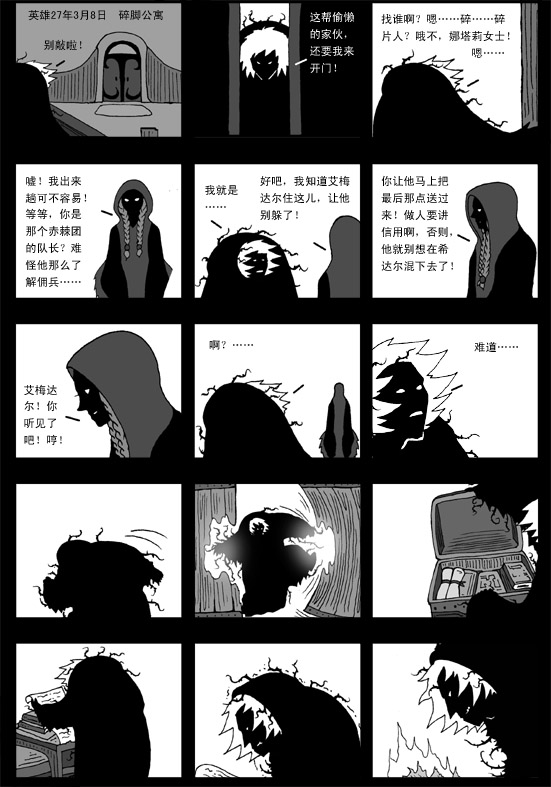 英雄27年3月8日　碎脚公寓
别敲啦！
这帮偷懒
的家伙，
还要我来
开门！
找谁啊？嗯……碎……碎
片人？哦不，娜塔莉女士！
嗯……
嘘！我出来
趟可不容易！
等等，你是
那个赤棘团
的队长？难
怪他那么了
解佣兵……
我就是
……
好吧，我知道艾梅
达尔住这儿，让他
别躲了！
你让他马上把
最后那点送过
来！做人要讲
信用啊，否则，
他就别想在希
达尔混下去了！
艾梅达
尔！你
听见了
吧！哼！
啊？……
难道……